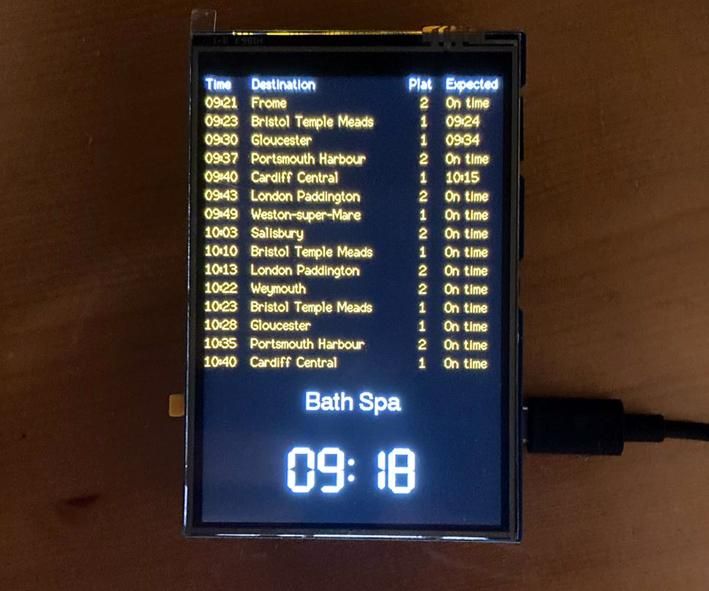 Time Destination Plat Expected
09:21 Frome 2 On time
09:23 Bristol Temple Meads 1 09:24
09:30 Gloucester 1 09:34
09:37 Portsmouth Harbour 2 On time
09:40 Cardiff Central 1 10:15
09:43 London Paddington 2 On time
09:49 Weston-super-Mare 1 On time
10:03 Salisbury 2 On time
10:10 Bristol Temple Meads 1 On time
10:13 London Paddington 2 On time
10:22 Weymouth 2 On time
10:23 Bristol Temple Meads 1 On time
10:28 Gloucester 1 On time
10:35 Portsmouth Harbour 2 On time
10:40 Cardiff Central 1 On time
Bath Spa
09:18